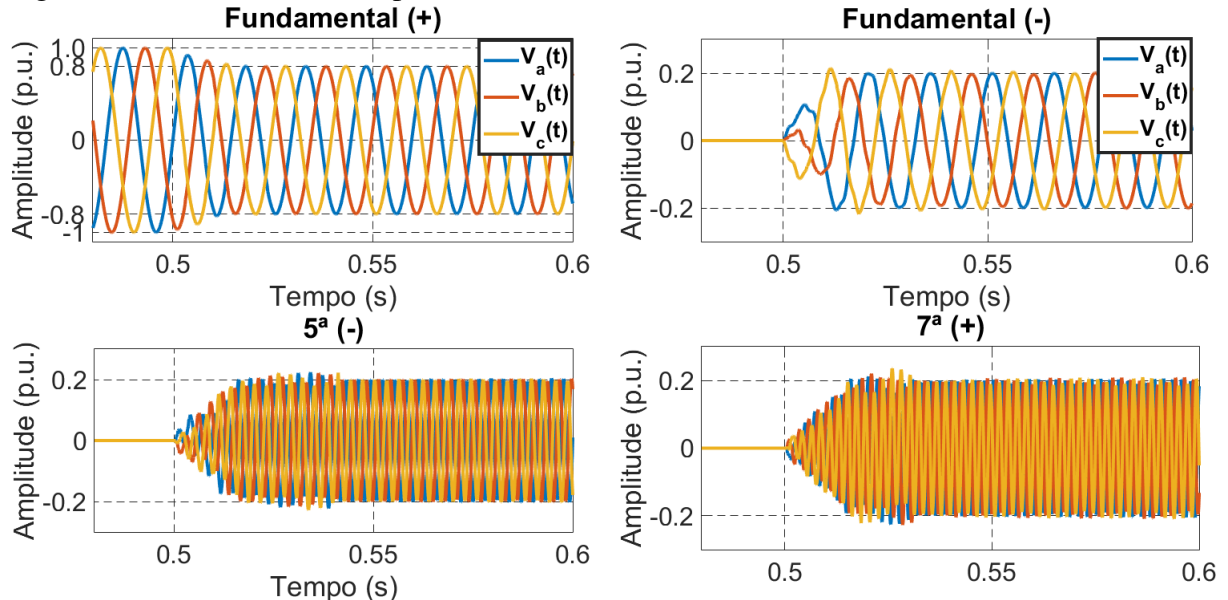 Fundamental (+)
Amplitude (p.u.)
1.0
0.8
0
-0.8
-1
0.5
0.55
0.6
Tempo (s)
V_a(t)
V_b(t)
V_c(t)
Fundamental (-)
Amplitude (p.u.)
0.2
0
-0.2
0.5
0.55
0.6
Tempo (s)
V_a(t)
V_b(t)
V_c(t)
5ª (-)
Amplitude (p.u.)
0.2
0
-0.2
0.5
0.55
0.6
Tempo (s)
7ª (+)
Amplitude (p.u.)
0.2
0
-0.2
0.5
0.55
0.6